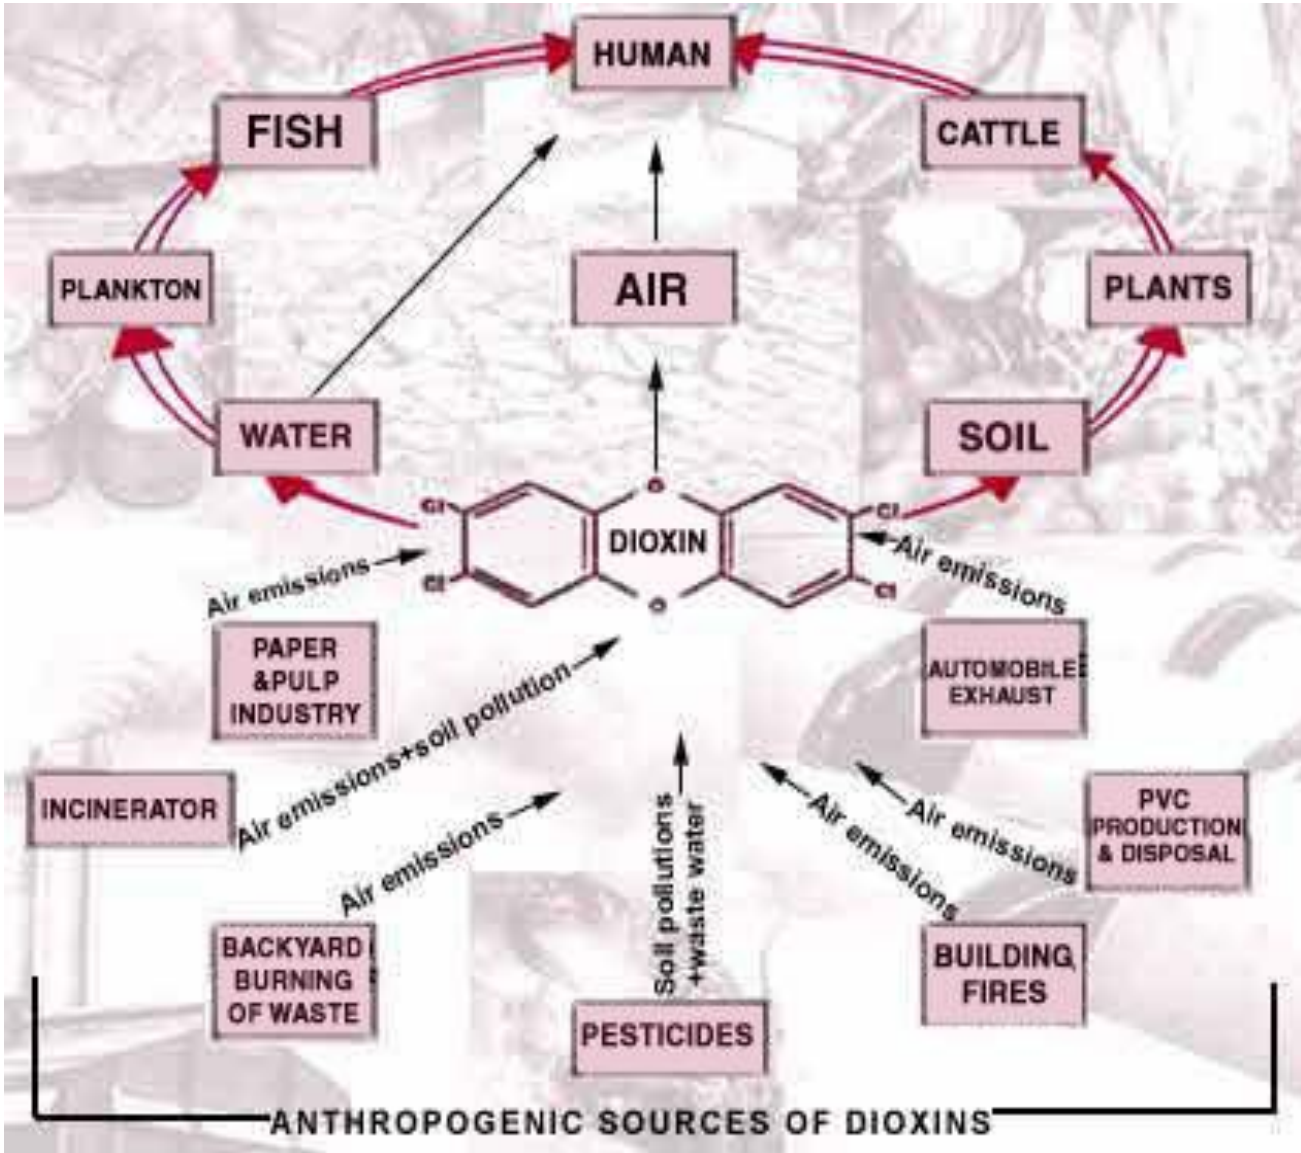 HUMAN
FISH
CATTLE
PLANKTON
AIR
PLANTS
WATER
SOIL
Cl
Cl
O
DIOXIN
O
Cl
Cl
Air emissions
Air emissions
PAPER
&PULP
INDUSTRY
AUTOMOBILE
EXHAUST
Air emissions+soil pollution
INCINERATOR
Air emissions
Soil pollutions
+waste water
Air emissions
Air emissions
PVC
PRODUCTION
& DISPOSAL
BACKYARD
BURNING
OF WASTE
PESTICIDES
BUILDING
FIRES
ANTHROPOGENIC SOURCES OF DIOXINS